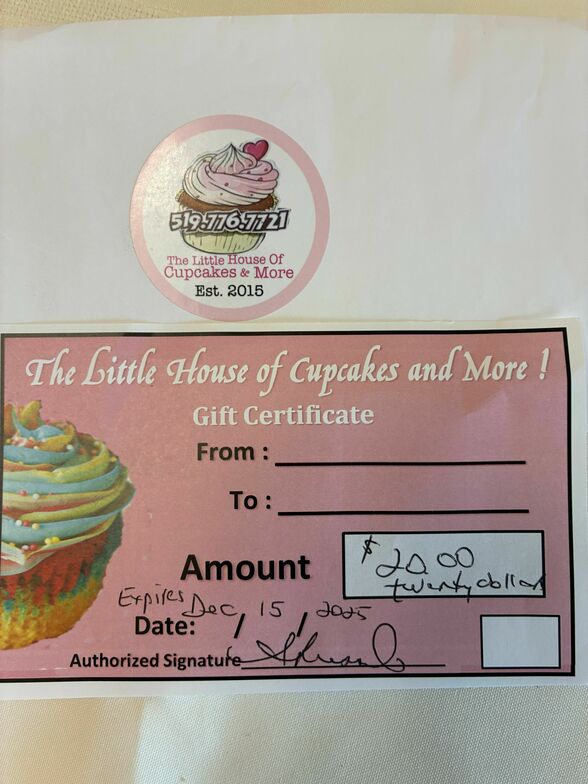 519.776.7721
The Little House Of
Cupcakes & More
Est. 2015
The Little House of Cupcakes and More !
Gift Certificate
From :
To :
Amount $20.00
twenty dollars
Expires Dec 15 2025
Date: / /
Authorized Signature